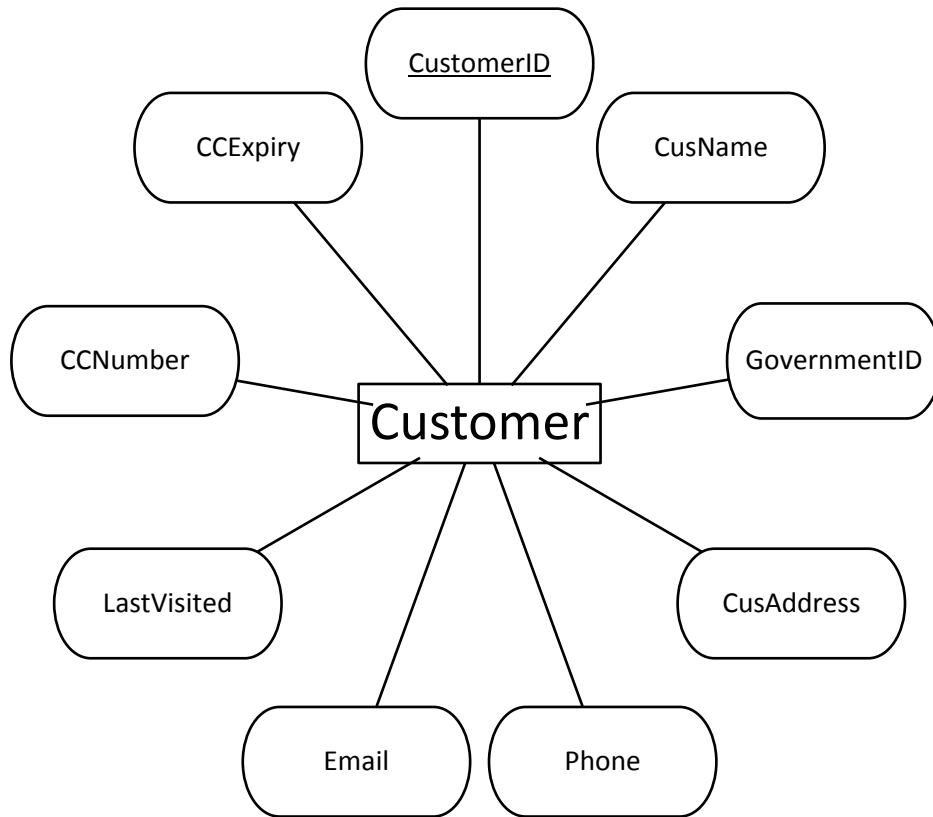 CustomerID
CCExpiry
CusName
CCNumber
GovernmentID
Customer
LastVisited
CusAddress
Email
Phone